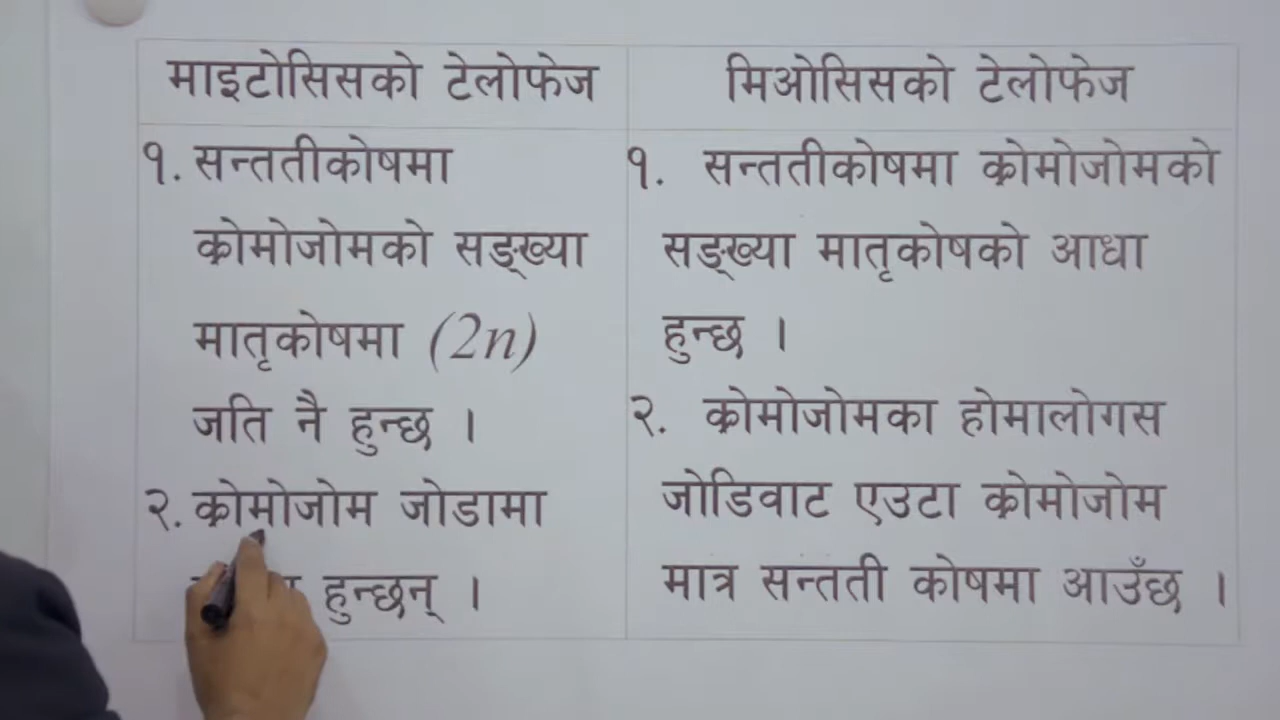 माइटोसिसको टेलोफेज
१. सन्ततीकोषमा
क्रोमोजोमको सङ्ख्या
मातृकोषमा (2n)
जति नै हुन्छ ।
२. क्रोमोजोम जोडामा
हुन्छन् ।
मिओसिसको टेलोफेज
१. सन्ततीकोषमा क्रोमोजोमको
सङ्ख्या मातृकोषको आधा
हुन्छ ।
२. क्रोमोजोमका होमालोगस
जोडिवाट एउटा क्रोमोजोम
मात्र सन्तती कोषमा आउँछ ।